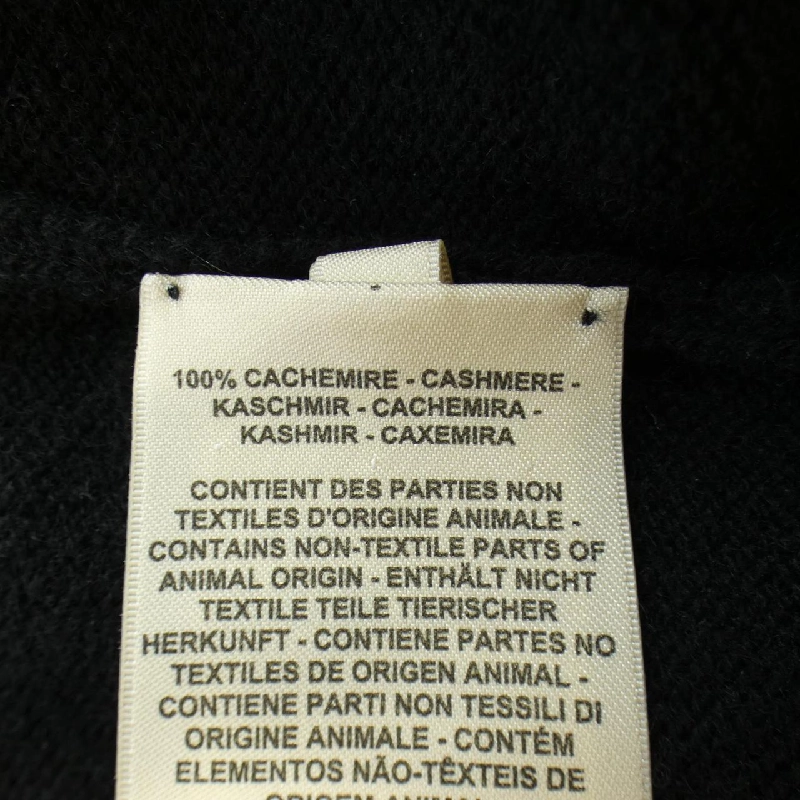 100% CACHEMIRE - CASHMERE -
KASCHMIR - CACHEMIRA -
KASHMIR - CAXEMIRA
CONTIENT DES PARTIES NON
TEXTILES D'ORIGINE ANIMALE -
CONTAINS NON-TEXTILE PARTS OF
ANIMAL ORIGIN - ENTHÄLT NICHT
TEXTILE TEILE TIERISCHER
HERKUNFT - CONTIENE PARTES NO
TEXTILES DE ORIGEN ANIMAL -
CONTIENE PARTI NON TESSILI DI
ORIGINE ANIMALE - CONTÉM
ELEMENTOS NÃO-TÊXTEIS DE